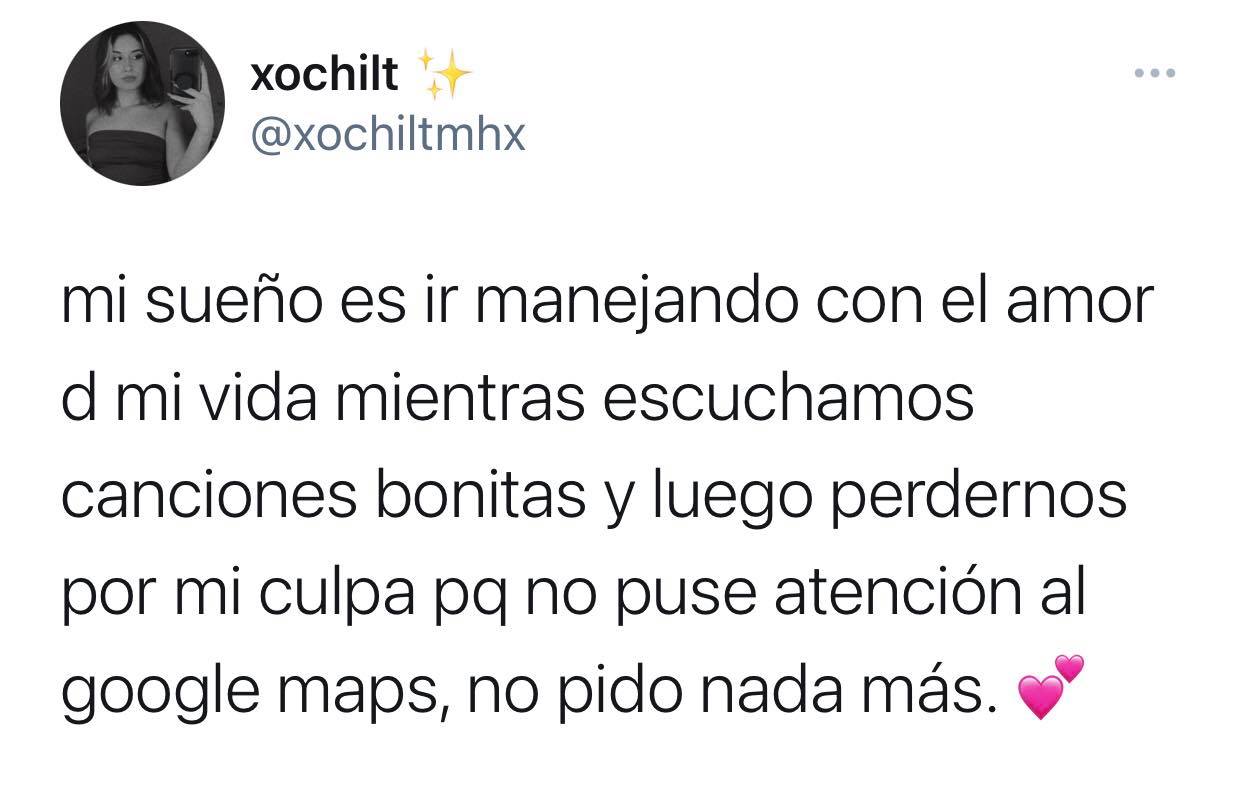 xochilt ✨
@xochiltmhx
mi sueño es ir manejando con el amor
d mi vida mientras escuchamos
canciones bonitas y luego perdernos
por mi culpa pq no puse atención al
google maps, no pido nada más. 💕